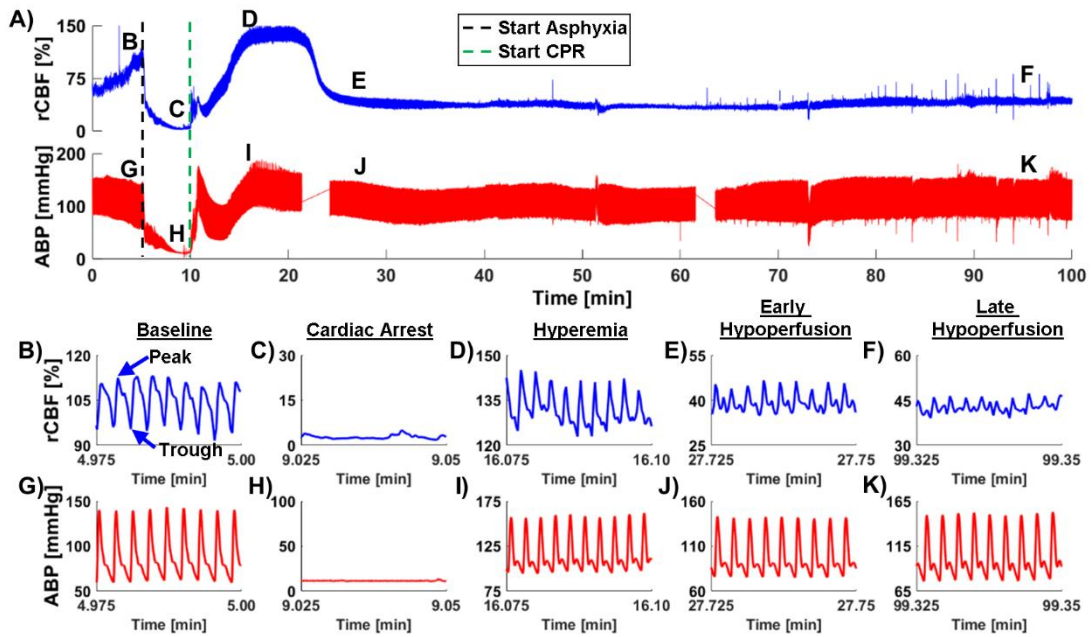 A)
rCBF [%]
150
75
0
B
C
D
E
F
Start Asphyxia
Start CPR
ABP [mmHg]
200
100
0
G
H
I
J
K
0 10 20 30 40 50 60 70 80 90 100
Time [min]
Baseline
Cardiac Arrest
Hyperemia
Early
Hypoperfusion
Late
Hypoperfusion
B)
rCBF [%]
120
105
90
Peak
Trough
4.975 5.00
Time [min]
C)
30
15
0
9.025 9.05
Time [min]
D)
150
135
120
16.075 16.10
Time [min]
E)
55
40
25
27.725 27.75
Time [min]
F)
60
45
30
99.325 99.35
Time [min]
G)
ABP [mmHg]
150
100
50
4.975 5.00
Time [min]
H)
100
50
0
9.025 9.05
Time [min]
I)
175
125
75
16.075 16.10
Time [min]
J)
160
110
60
27.725 27.75
Time [min]
K)
165
115
65
99.325 99.35
Time [min]